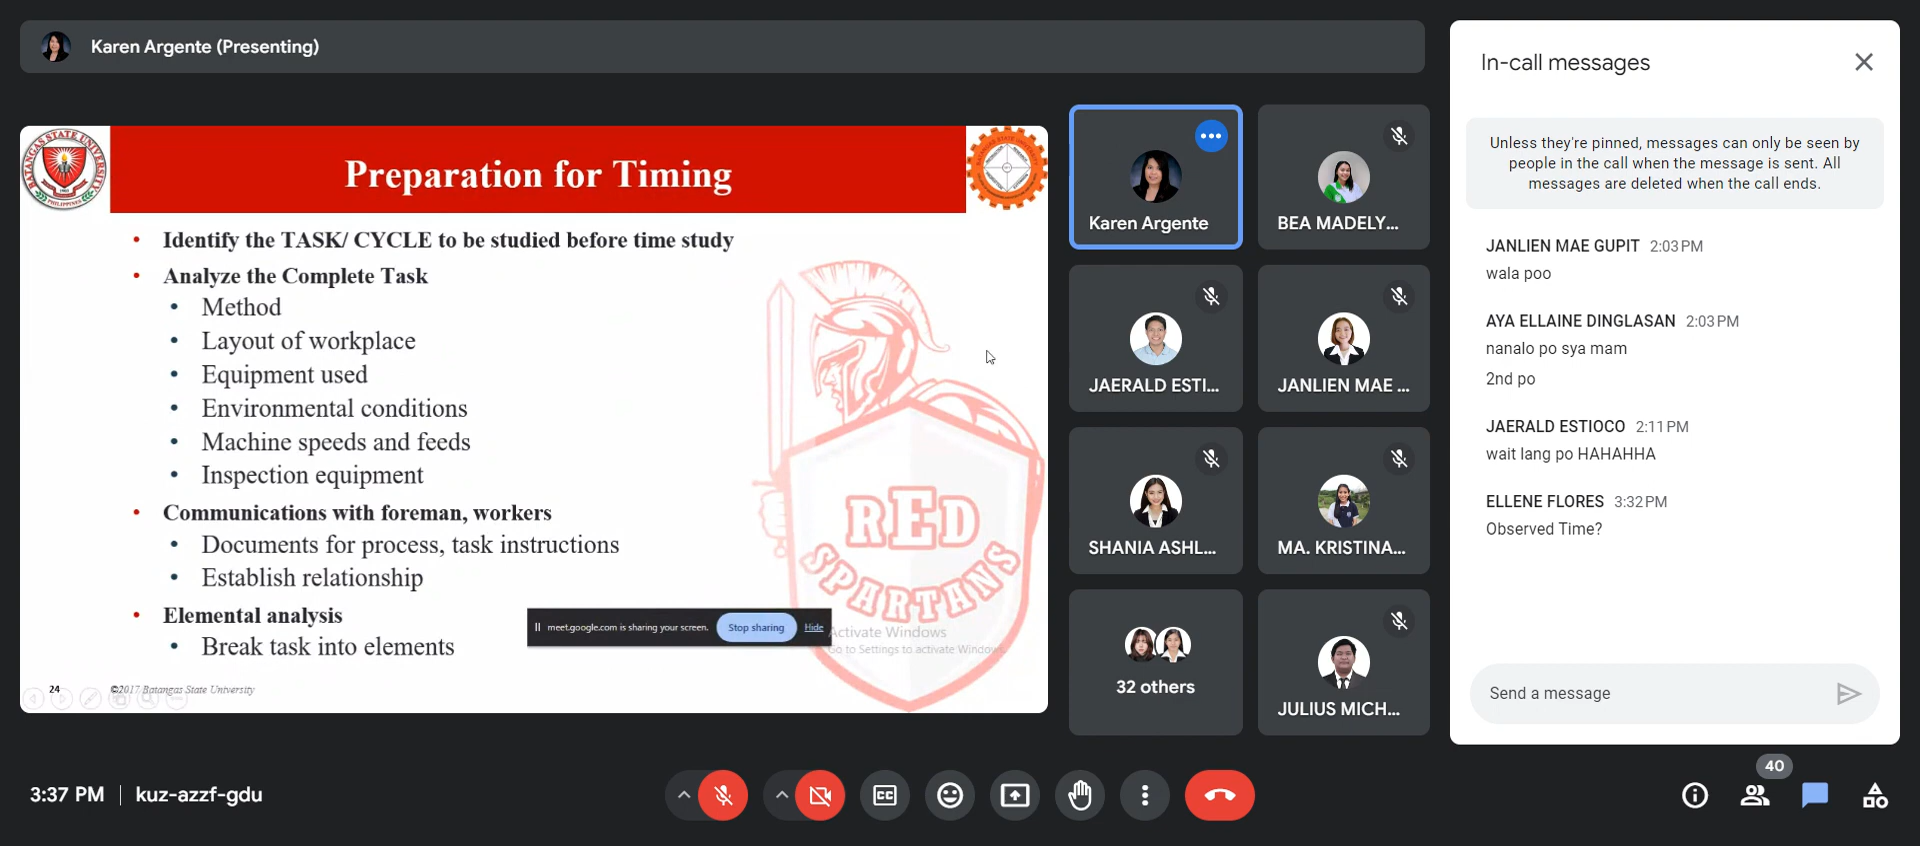 Karen Argente (Presenting)
BATANGAS STATE UNIVERSITY
PHILIPPINES
Preparation for Timing
• Identify the TASK/ CYCLE to be studied before time study
• Analyze the Complete Task
• Method
• Layout of workplace
• Equipment used
• Environmental conditions
• Machine speeds and feeds
• Inspection equipment
• Communications with foreman, workers
• Documents for process, task instructions
• Establish relationship
• Elemental analysis
• Break task into elements
RED
SPARTANS
meet.google.com is sharing your screen.
Stop sharing
Hide
Activate Windows
Go to Settings to activate Windows.
24
©2017 Batangas State University
Karen Argente
BEA MADELY...
JAERALD ESTI...
JANLIEN MAE ...
SHANIA ASHL...
MA. KRISTINA...
32 others
JULIUS MICH...
In-call messages
Unless they're pinned, messages can only be seen by
people in the call when the message is sent. All
messages are deleted when the call ends.
JANLIEN MAE GUPIT 2:03 PM
wala poo
AYA ELLAINE DINGLASAN 2:03 PM
nanalo po sya mam
2nd po
JAERALD ESTIOCO 2:11 PM
wait lang po HAHAHHA
ELLENE FLORES 3:32 PM
Observed Time?
Send a message
3:37 PM | kuz-azzf-gdu
CC
40